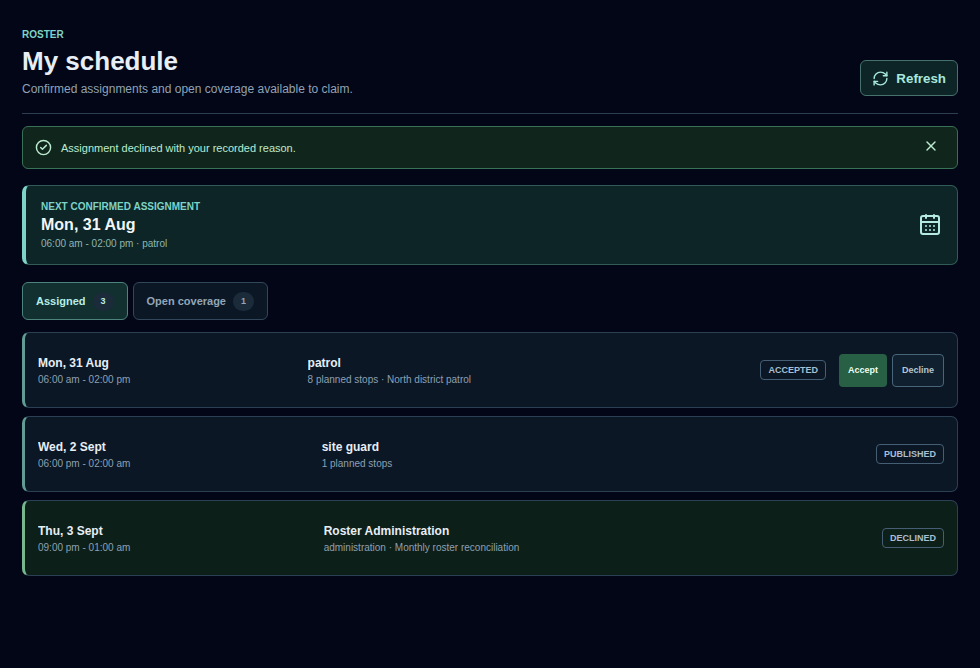 ROSTER
My schedule
Confirmed assignments and open coverage available to claim.
Refresh
Assignment declined with your recorded reason.
NEXT CONFIRMED ASSIGNMENT
Mon, 31 Aug
06:00 am - 02:00 pm · patrol
Assigned 3 Open coverage 1
Mon, 31 Aug
06:00 am - 02:00 pm
patrol
8 planned stops · North district patrol
ACCEPTED Accept Decline
Wed, 2 Sept
06:00 pm - 02:00 am
site guard
1 planned stops
PUBLISHED
Thu, 3 Sept
09:00 pm - 01:00 am
Roster Administration
administration · Monthly roster reconciliation
DECLINED